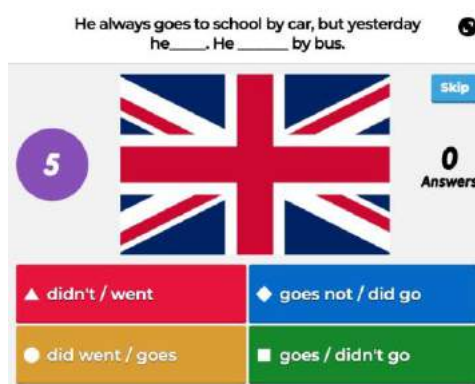 He always goes to school by car, but yesterday
he____. He ______ by bus.
Skip
5
0
Answers
didn't / went
goes not / did go
did went / goes
goes / didn't go